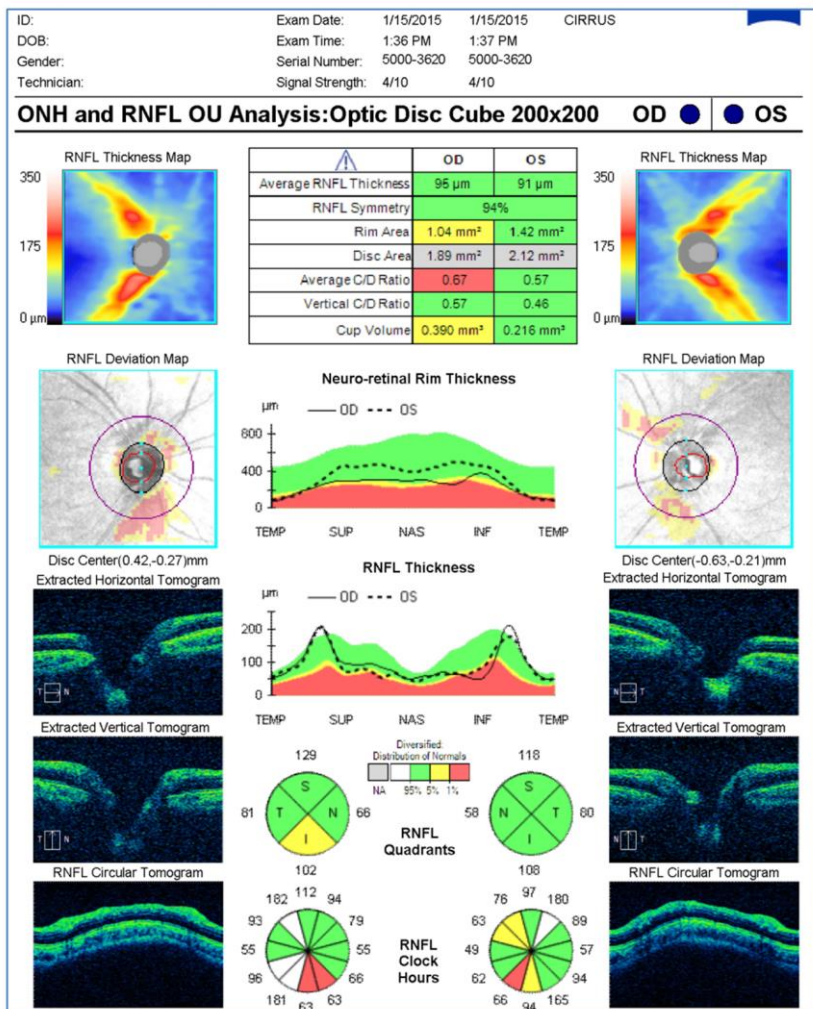 ID: Exam Date: 1/15/2015 1/15/2015 CIRRUS
DOB: Exam Time: 1:36 PM 1:37 PM
Gender: Serial Number: 5000-3620 5000-3620
Technician: Signal Strength: 4/10 4/10
ONH and RNFL OU Analysis:Optic Disc Cube 200x200 OD OS
RNFL Thickness Map
350
175
0 µm
OD OS
Average RNFL Thickness 95 µm 91 µm
RNFL Symmetry 94%
Rim Area 1.04 mm² 1.42 mm²
Disc Area 1.89 mm² 2.12 mm²
Average C/D Ratio 0.67 0.57
Vertical C/D Ratio 0.57 0.46
Cup Volume 0.390 mm³ 0.216 mm³
RNFL Thickness Map
350
175
0 µm
RNFL Deviation Map
Disc Center(0.42,-0.27)mm
Neuro-retinal Rim Thickness
µm OD OS
800
400
0
TEMP SUP NAS INF TEMP
RNFL Deviation Map
Disc Center(-0.63,-0.21)mm
Extracted Horizontal Tomogram
T N
RNFL Thickness
µm OD OS
200
100
0
TEMP SUP NAS INF TEMP
Extracted Horizontal Tomogram
N T
Extracted Vertical Tomogram
T N
Diversified:
Distribution of Normals
NA 95% 5% 1%
129
S
81 T N 66
I
102
RNFL
Quadrants
118
S
58 N T 80
I
108
Extracted Vertical Tomogram
N T
RNFL Circular Tomogram
112
182 94
93 79
55 55
96 66
181 63
63
RNFL
Clock
Hours
97
76 180
63 89
49 57
62 94
66 165
94
RNFL Circular Tomogram